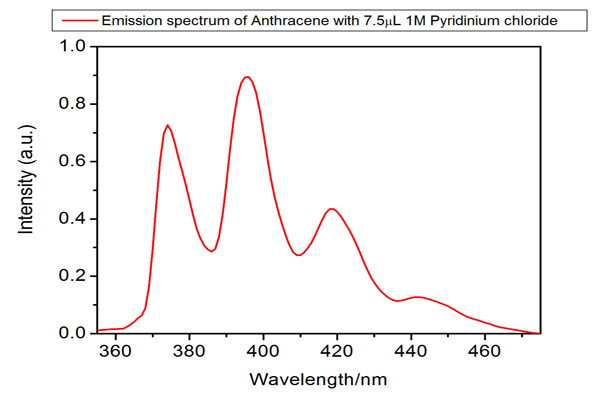 Emission spectrum of Anthracene with 7.5μL 1M Pyridinium chloride
1.0
0.8
0.6
0.4
0.2
0.0
Intensity (a.u.)
360 380 400 420 440 460
Wavelength/nm